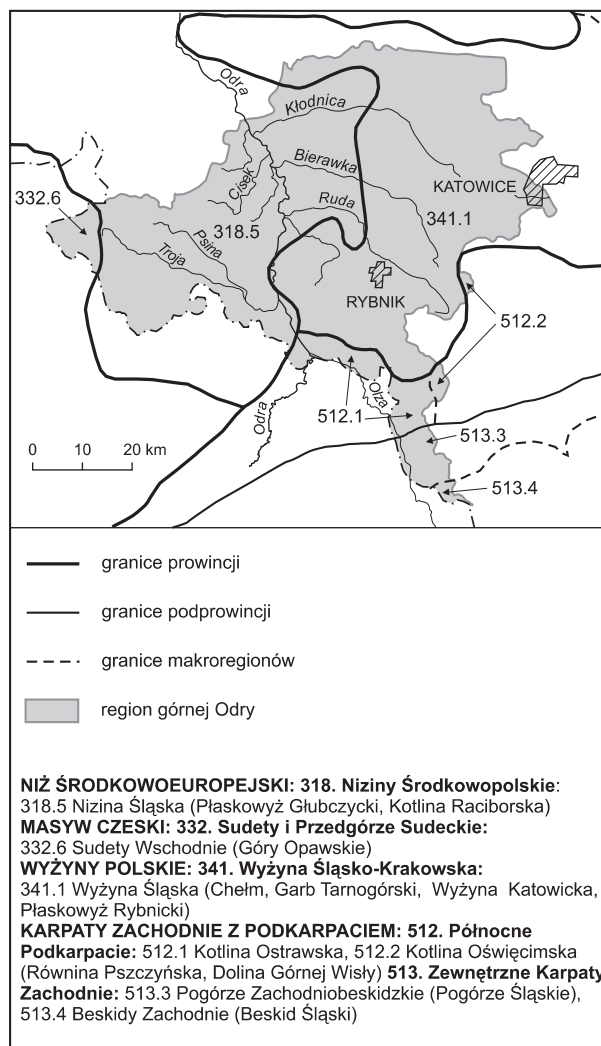 Odra
Kłodnica
Bierawka
KATOWICE
Cisek
332.6
Ruda
341.1
318.5
Psina
Troja
RYBNIK
512.2
Olza
512.1
Odra
513.3
0 10 20 km
513.4
granice prowincji
granice podprowincji
granice makroregionów
region górnej Odry
NIŻ ŚRODKOWOEUROPEJSKI: 318. Niziny Środkowopolskie:
318.5 Nizina Śląska (Płaskowyż Głubczycki, Kotlina Raciborska)
MASYW CZESKI: 332. Sudety i Przedgórze Sudeckie:
332.6 Sudety Wschodnie (Góry Opawskie)
WYŻYNY POLSKIE: 341. Wyżyna Śląsko-Krakowska:
341.1 Wyżyna Śląska (Chełm, Garb Tarnogórski, Wyżyna Katowicka,
Płaskowyż Rybnicki)
KARPATY ZACHODNIE Z PODKARPACIEM: 512. Północne
Podkarpacie: 512.1 Kotlina Ostrawska, 512.2 Kotlina Oświęcimska
(Równina Pszczyńska, Dolina Górnej Wisły) 513. Zewnętrzne Karpaty
Zachodnie: 513.3 Pogórze Zachodniobeskidzkie (Pogórze Śląskie),
513.4 Beskidy Zachodnie (Beskid Śląski)